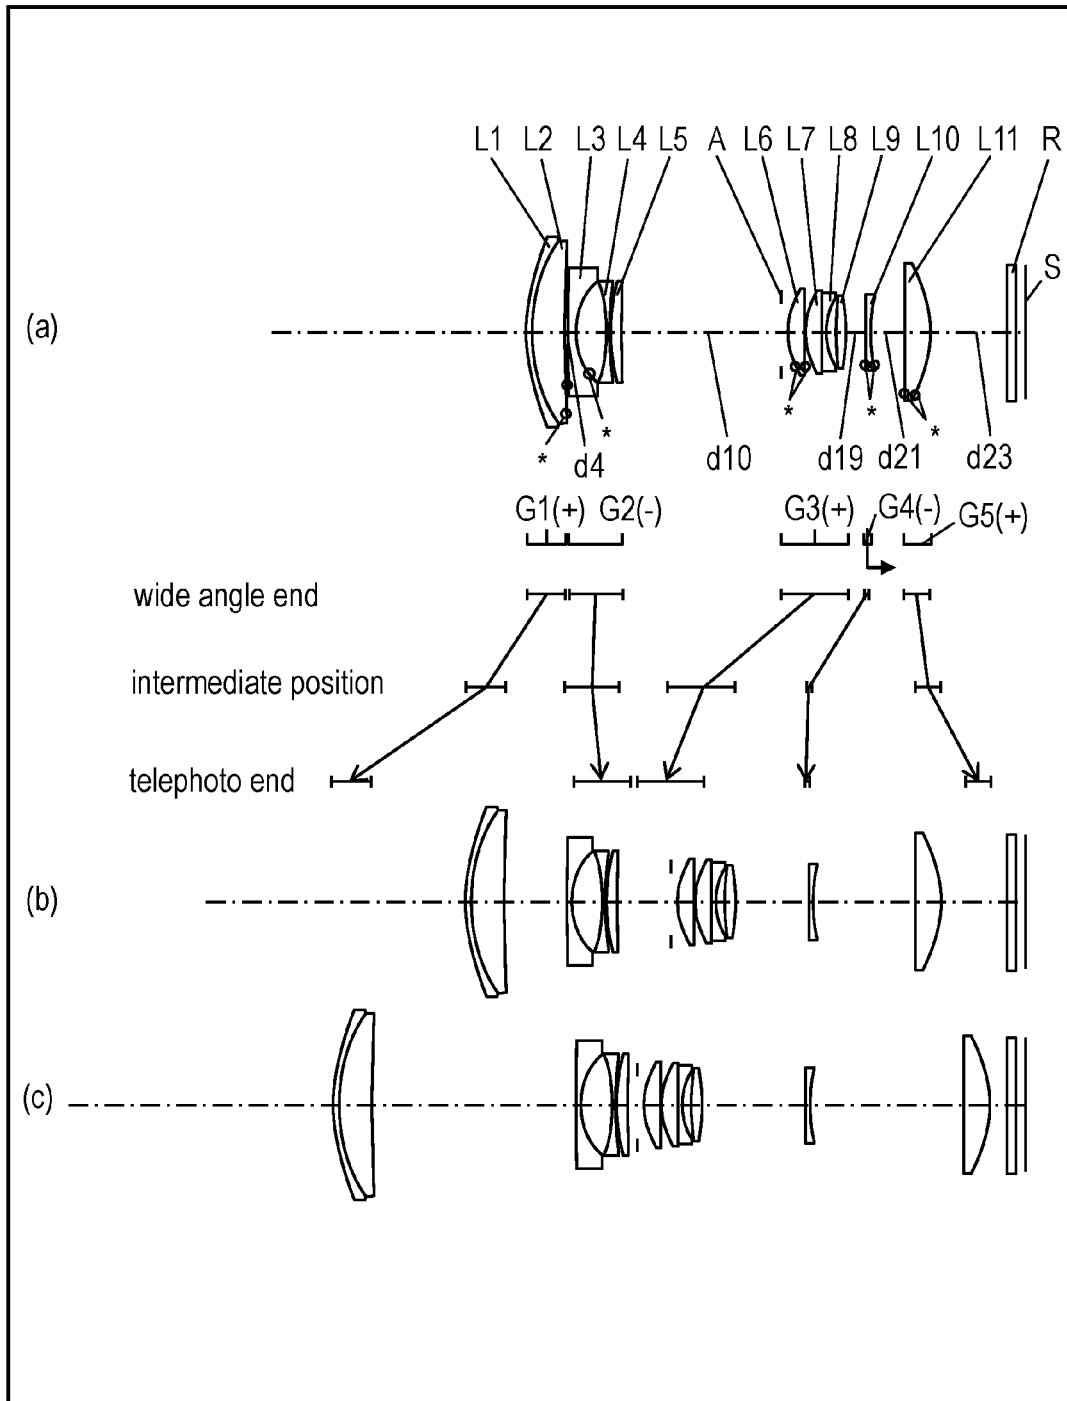 L1 L2 L3 L4 L5 A L6 L7 L8 L9 L10 L11 R
S
(a)
* * * * *
d4 d10 d19 d21 d23
G1(+) G2(-) G3(+) G4(-) G5(+)
wide angle end
intermediate position
telephoto end
(b)
(c)